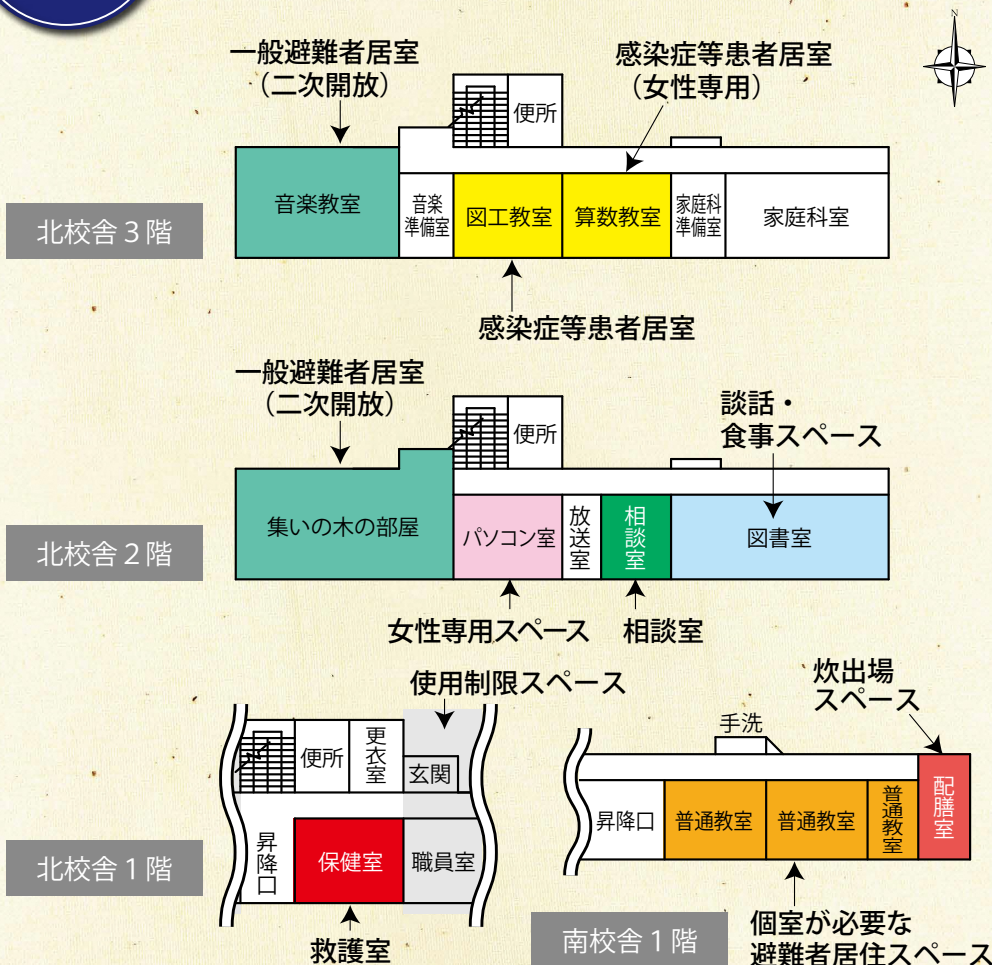 N
一般避難者居室
（二次開放）
感染症等患者居室
（女性専用）
便所
音楽教室
音楽
準備室
図工教室
算数教室
家庭科
準備室
家庭科室
北校舎３階
感染症等患者居室
一般避難者居室
（二次開放）
便所
談話・
食事スペース
集いの木の部屋
パソコン室
放送室
相談室
図書室
北校舎２階
女性専用スペース
相談室
使用制限スペース
便所
更衣室
玄関
昇降口
保健室
職員室
北校舎１階
救護室
炊出場
スペース
手洗
昇降口
普通教室
普通教室
普通教室
配膳室
南校舎１階
個室が必要な
避難者居住スペース